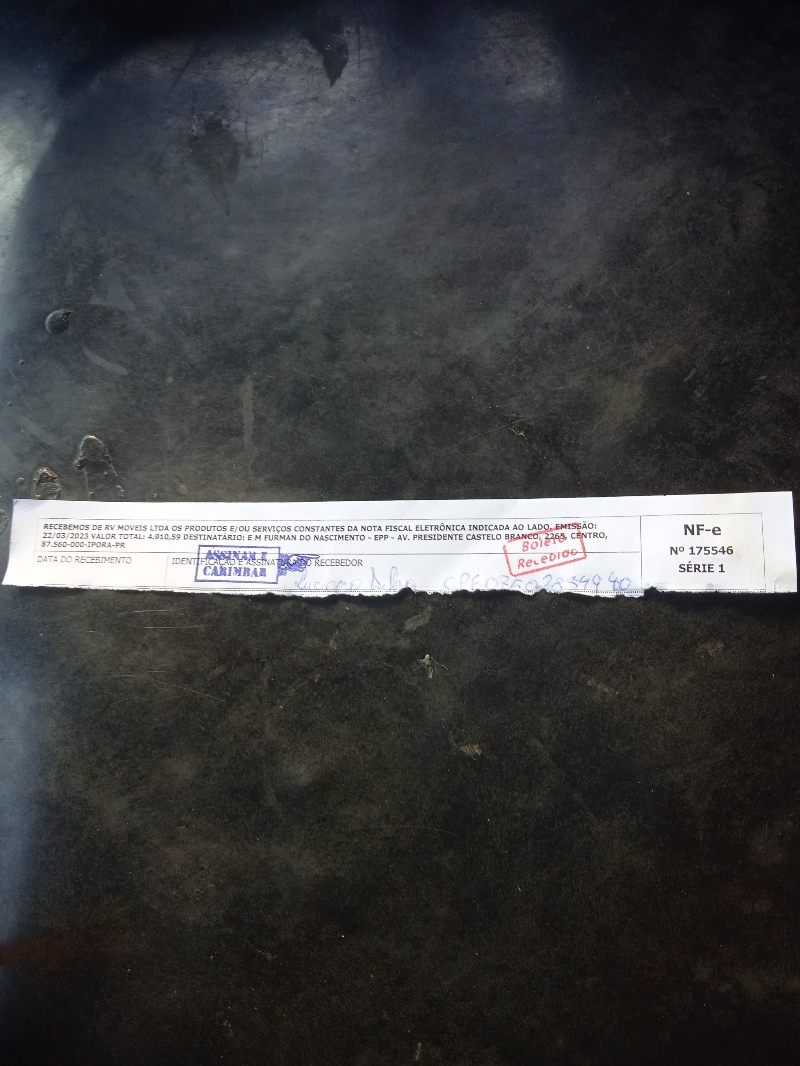 RECEBEMOS DE RV MOVEIS LTDA OS PRODUTOS E/OU SERVIÇOS CONSTANTES DA NOTA FISCAL ELETRÔNICA INDICADA AO LADO. EMISSÃO:
22/03/2023 VALOR TOTAL: 4.910,59 DESTINATÁRIO: E M FURMAN DO NASCIMENTO - EPP - AV. PRESIDENTE CASTELO BRANCO, 2265, CENTRO,
87.560-000-IPORA-PR
NF-e
Nº 175546
SÉRIE 1
DATA DO RECEBIMENTO
IDENTIFICAÇÃO E ASSINATURA DO RECEBEDOR
ASSINAR E
CARIMBAR
Boleto
Recebido
CPF